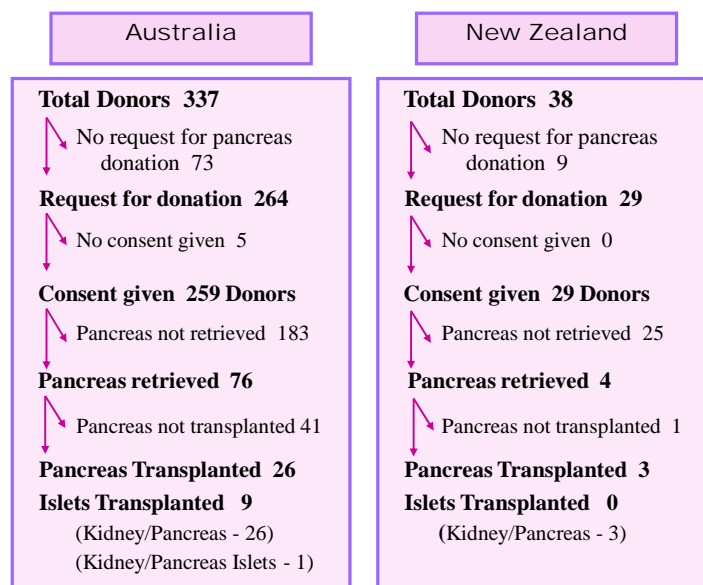 Australia
Total Donors 337
No request for pancreas
donation 73
Request for donation 264
No consent given 5
Consent given 259 Donors
Pancreas not retrieved 183
Pancreas retrieved 76
Pancreas not transplanted 41
Pancreas Transplanted 26
Islets Transplanted 9
(Kidney/Pancreas - 26)
(Kidney/Pancreas Islets - 1)
New Zealand
Total Donors 38
No request for pancreas
donation 9
Request for donation 29
No consent given 0
Consent given 29 Donors
Pancreas not retrieved 25
Pancreas retrieved 4
Pancreas not transplanted 1
Pancreas Transplanted 3
Islets Transplanted 0
(Kidney/Pancreas - 3)